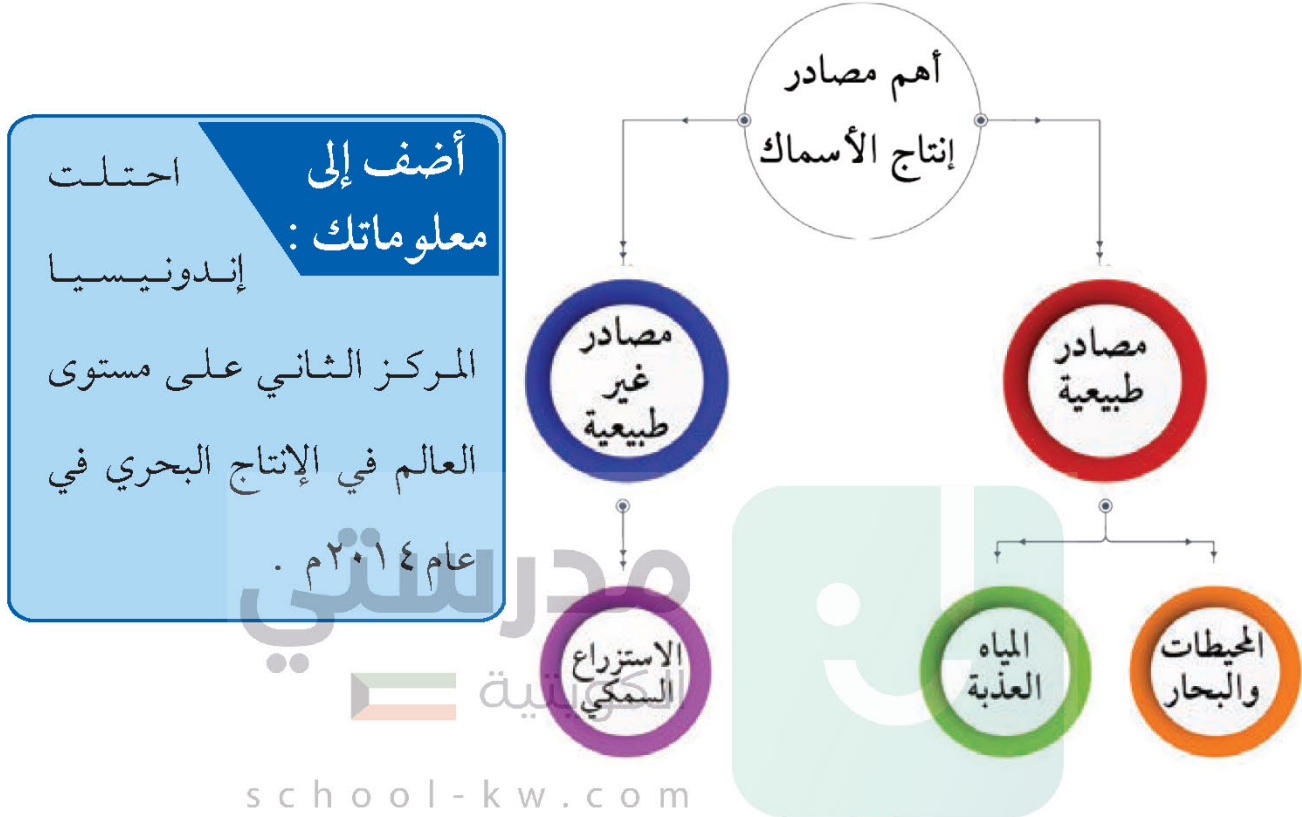 أهم مصادر
إنتاج الأسماك
مصادر
طبيعية
المحيطات
والبحار
المياه
العذبة
مصادر
غير
طبيعية
الاستزراع
السمكي
أضف إلى
معلوماتك :
احتلت
إندونيسيا
المركز الثاني على مستوى
العالم في الإنتاج البحري في
عام ٢٠١٤م .
مدرستي
الكويتية
school-kw.com